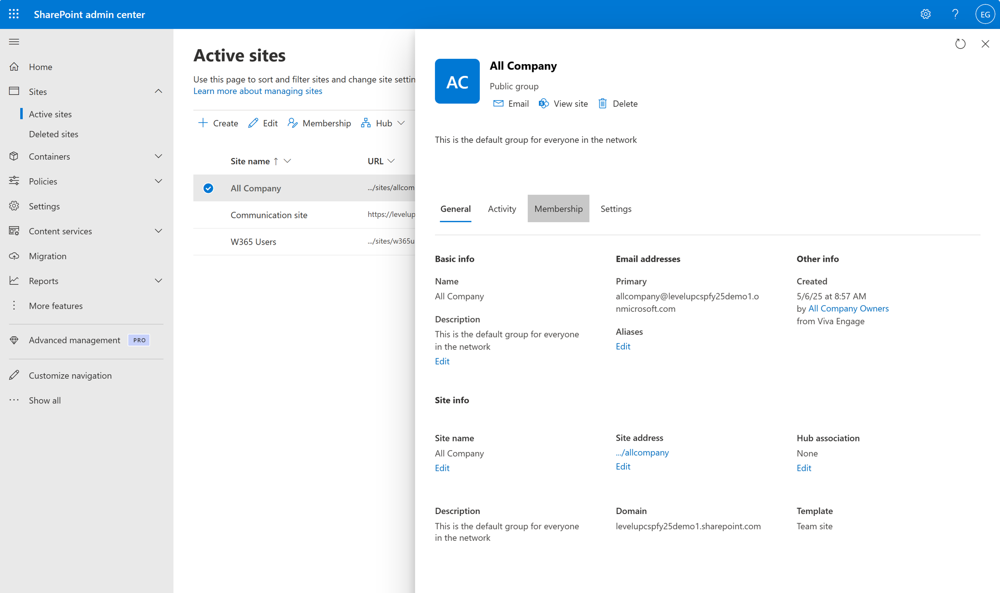 SharePoint admin center
EG
Home
Sites
Active sites
Deleted sites
Containers
Policies
Settings
Content services
Migration
Reports
More features
Advanced management PRO
Customize navigation
Show all
Active sites
Use this page to sort and filter sites and change site settin
Learn more about managing sites
Create Edit Membership Hub
Site name ↑ URL
All Company .../sites/allcom
Communication site https://levelup
W365 Users .../sites/w365u
AC
All Company
Public group
Email View site Delete
This is the default group for everyone in the network
General Activity Membership Settings
Basic info
Name
All Company
Description
This is the default group for everyone
in the network
Edit
Email addresses
Primary
allcompany@levelupcspfy25demo1.o
nmicrosoft.com
Aliases
Edit
Other info
Created
5/6/25 at 8:57 AM
by All Company Owners
from Viva Engage
Site info
Site name
All Company
Edit
Site address
.../allcompany
Edit
Hub association
None
Edit
Description
This is the default group for everyone
in the network
Domain
levelupcspfy25demo1.sharepoint.com
Template
Team site